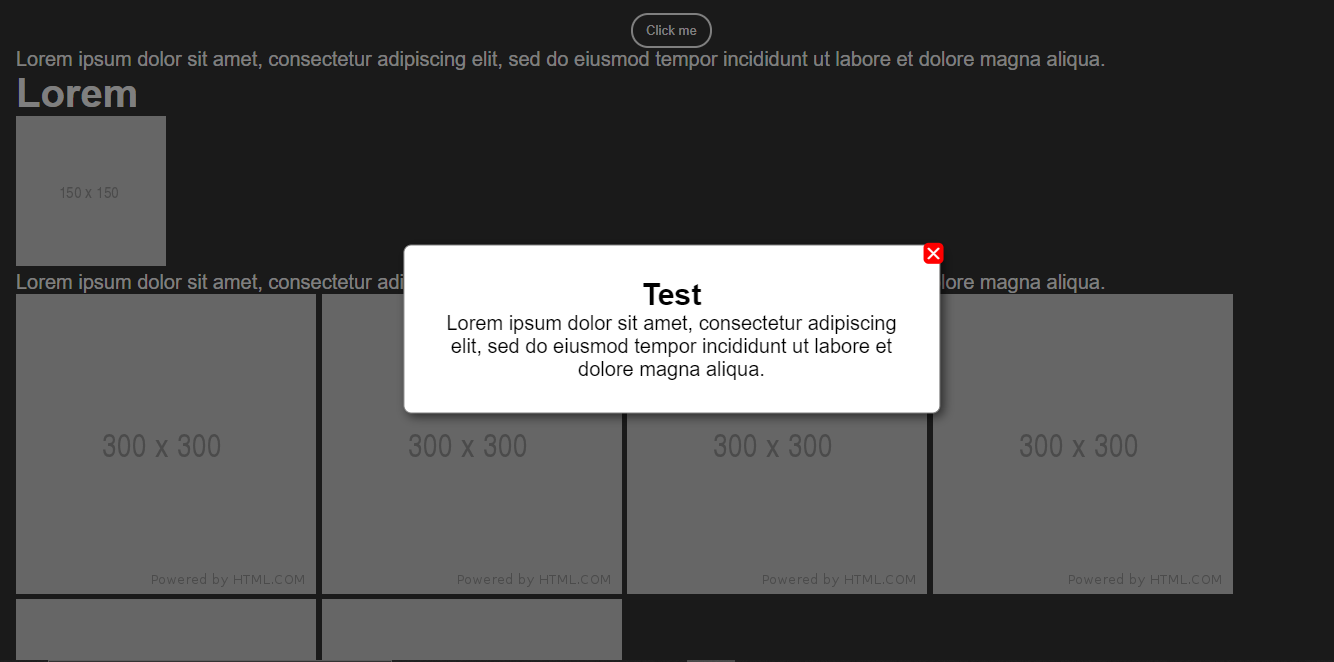 Click me
Lorem ipsum dolor sit amet, consectetur adipiscing elit, sed do eiusmod tempor incididunt ut labore et dolore magna aliqua.
Lorem
150 x 150
Lorem ipsum dolor sit amet, consectetur adi lore magna aliqua.
Test
Lorem ipsum dolor sit amet, consectetur adipiscing
elit, sed do eiusmod tempor incididunt ut labore et
dolore magna aliqua.
300 x 300 300 x 300 300 x 300 300 x 300
Powered by HTML.COM Powered by HTML.COM Powered by HTML.COM Powered by HTML.COM